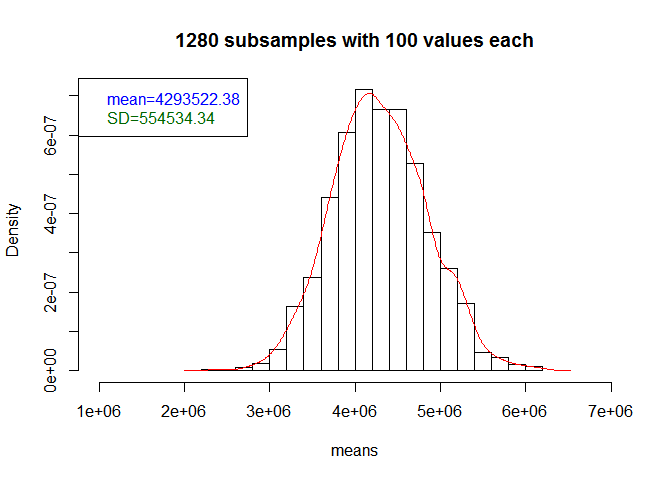 1280 subsamples with 100 values each
mean=4293522.38
SD=554534.34
Density
0e+00
2e-07
4e-07
6e-07
1e+06 2e+06 3e+06 4e+06 5e+06 6e+06 7e+06
means